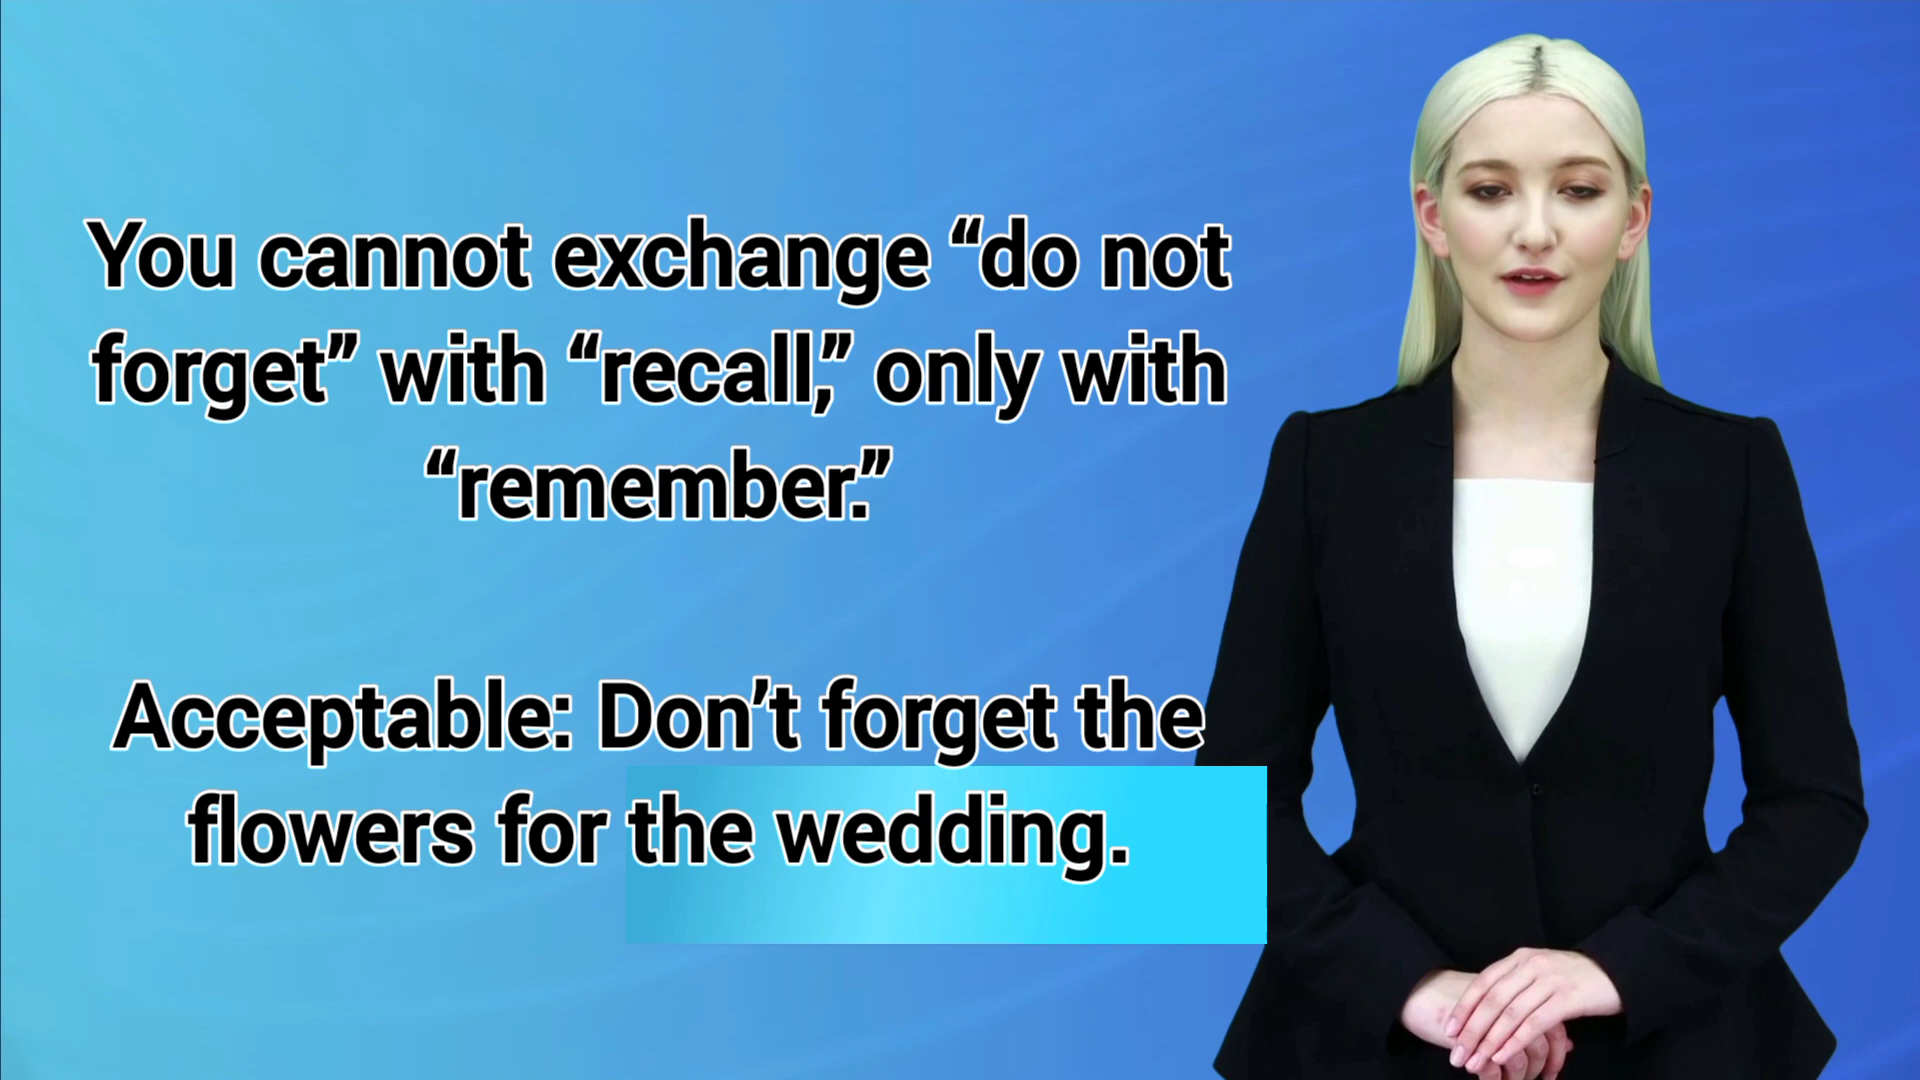 You cannot exchange “do not
forget” with “recall,” only with
“remember.”
Acceptable: Don’t forget the
flowers for the wedding.